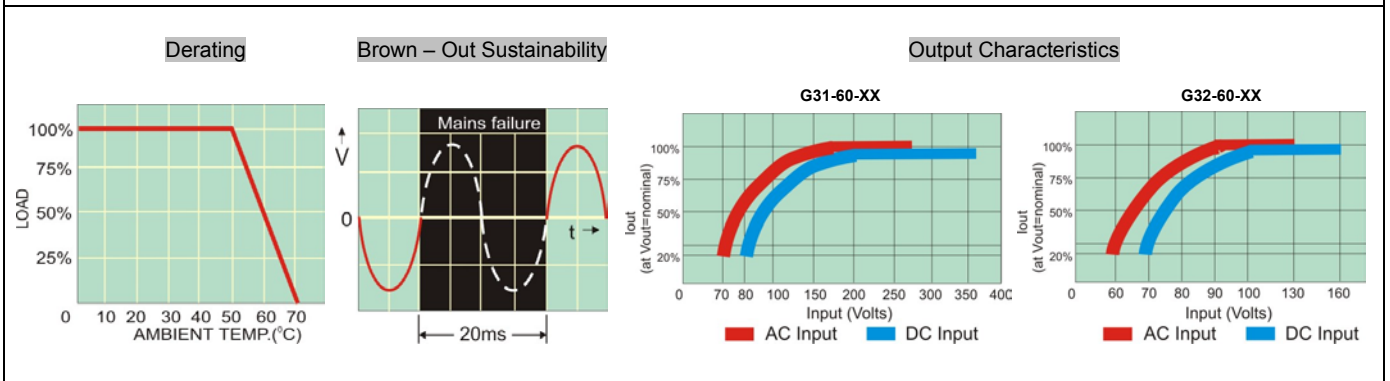 Derating
Brown – Out Sustainability
Output Characteristics
100%
75%
50%
25%
LOAD
0 10 20 30 40 50 60 70
AMBIENT TEMP.(°C)
Mains failure
V
0
t
20ms
G31-60-XX
100%
75%
50%
20%
Iout
(at Vout=nominal)
0 70 80 100 150 200 250 300 350 400
Input (Volts)
AC Input DC Input
G32-60-XX
100%
75%
50%
20%
Iout
(at Vout=nominal)
0 60 70 80 90 100 130 160
Input (Volts)
AC Input DC Input